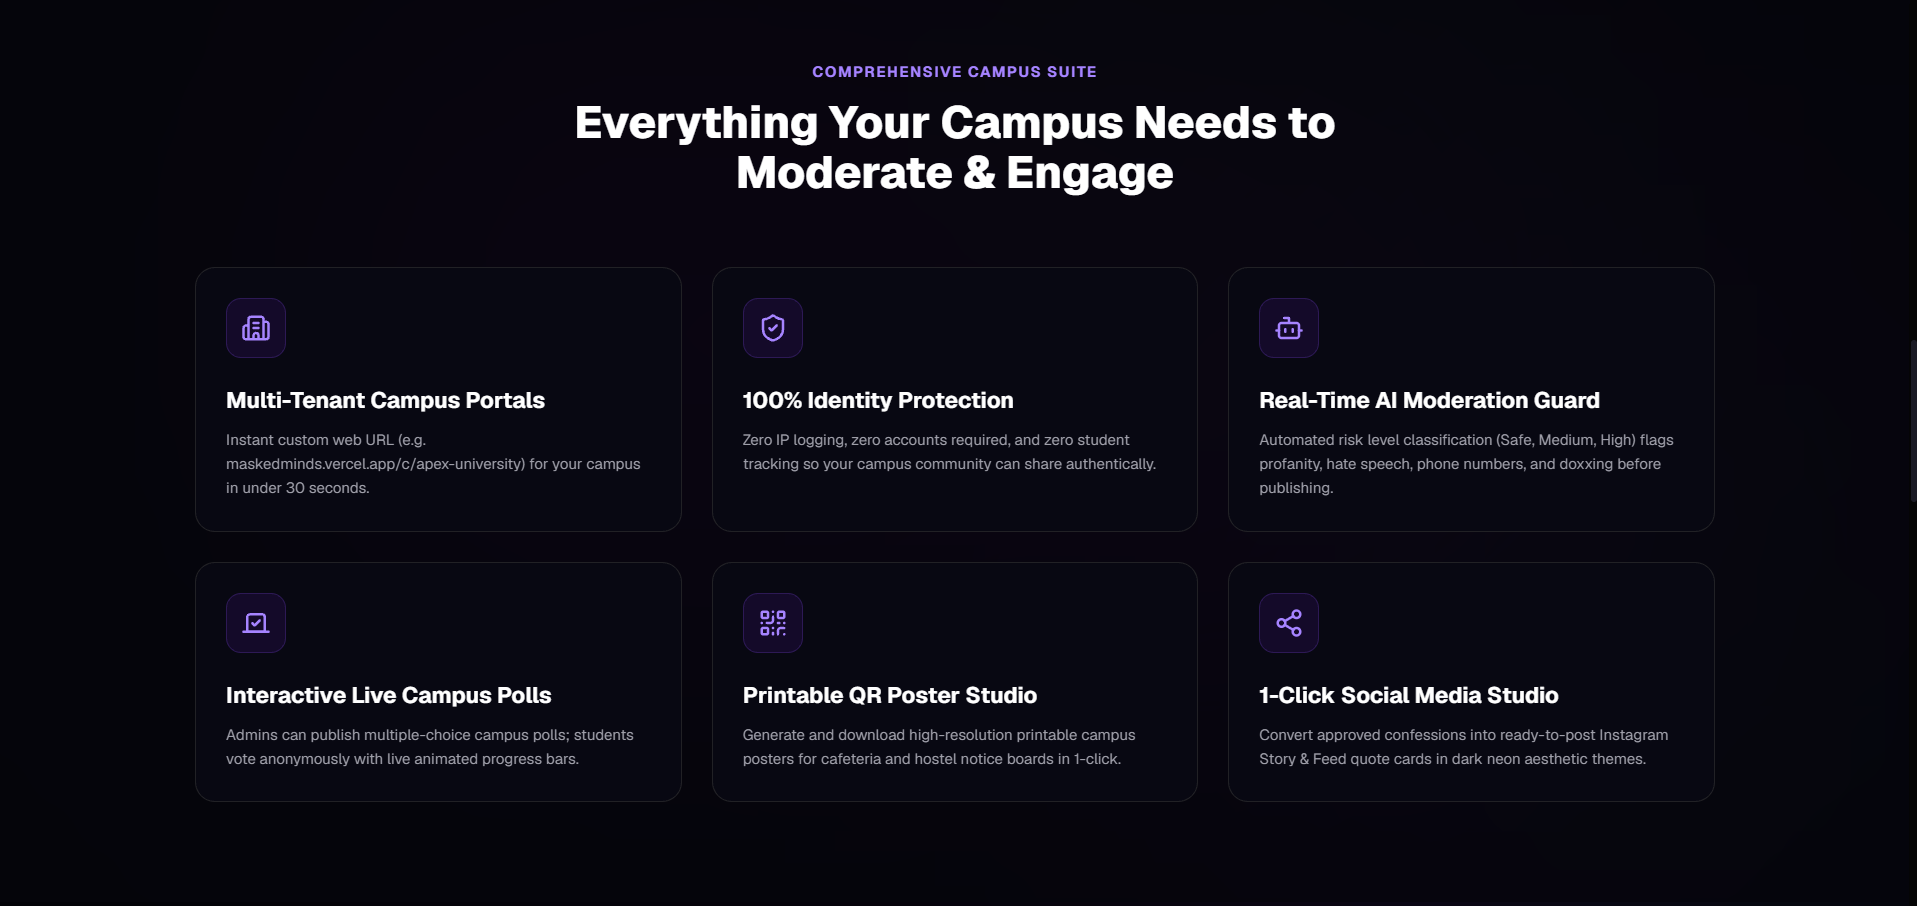 COMPREHENSIVE CAMPUS SUITE
Everything Your Campus Needs to
Moderate & Engage
Multi-Tenant Campus Portals
Instant custom web URL (e.g.
maskedminds.vercel.app/c/apex-university) for your campus
in under 30 seconds.
100% Identity Protection
Zero IP logging, zero accounts required, and zero student
tracking so your campus community can share authentically.
Real-Time AI Moderation Guard
Automated risk level classification (Safe, Medium, High) flags
profanity, hate speech, phone numbers, and doxxing before
publishing.
Interactive Live Campus Polls
Admins can publish multiple-choice campus polls; students
vote anonymously with live animated progress bars.
Printable QR Poster Studio
Generate and download high-resolution printable campus
posters for cafeteria and hostel notice boards in 1-click.
1-Click Social Media Studio
Convert approved confessions into ready-to-post Instagram
Story & Feed quote cards in dark neon aesthetic themes.